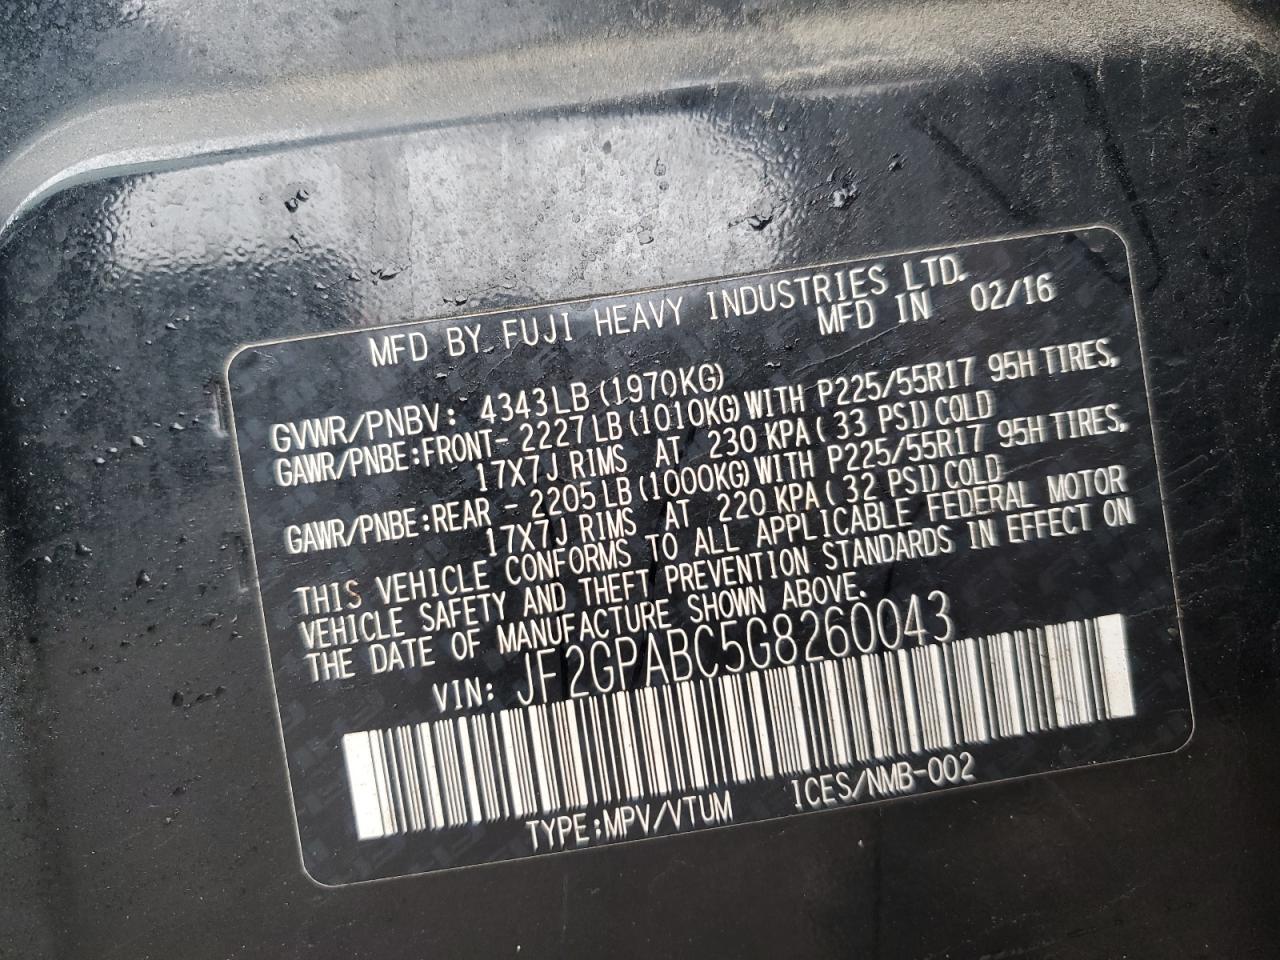 MFD BY FUJI HEAVY INDUSTRIES LTD.
MFD IN 02/16
GVWR/PNBV: 4343LB (1970KG)
GAWR/PNBE:FRONT-2227LB (1010KG) WITH P225/55R17 95H TIRES,
17X7J RIMS AT 230 KPA ( 33 PSI) COLD
GAWR/PNBE:REAR -2205LB (1000KG) WITH P225/55R17 95H TIRES,
17X7J RIMS AT 220 KPA ( 32 PSI) COLD
THIS VEHICLE CONFORMS TO ALL APPLICABLE FEDERAL MOTOR
VEHICLE SAFETY AND THEFT PREVENTION STANDARDS IN EFFECT ON
THE DATE OF MANUFACTURE SHOWN ABOVE.
VIN: JF2GPABC5G8260043
TYPE:MPV/VTUM ICES/NMB-002